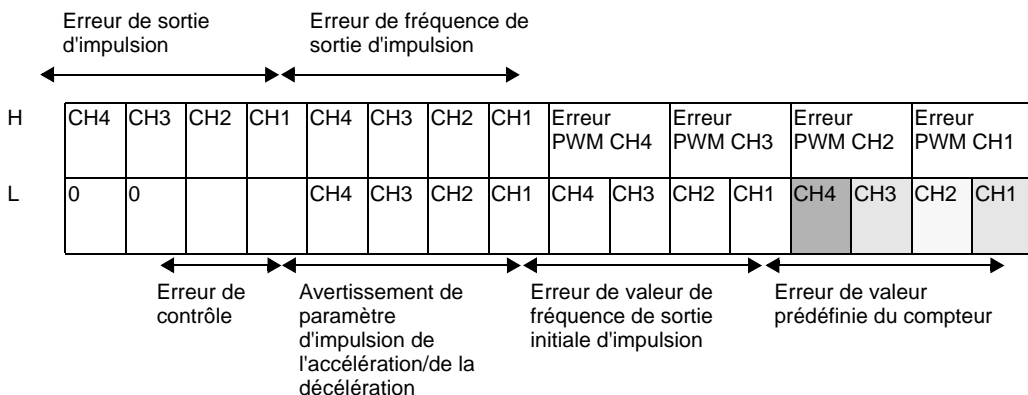 Erreur de sortie
d'impulsion
Erreur de fréquence de
sortie d'impulsion
H CH4 CH3 CH2 CH1 CH4 CH3 CH2 CH1 Erreur PWM CH4 Erreur PWM CH3 Erreur PWM CH2 Erreur PWM CH1
L 0 0 CH4 CH3 CH2 CH1 CH4 CH3 CH2 CH1 CH4 CH3 CH2 CH1
Erreur de
contrôle
Avertissement de
paramètre
d'impulsion de
l'accélération/de la
décélération
Erreur de valeur de
fréquence de sortie
initiale d'impulsion
Erreur de valeur
prédéfinie du compteur